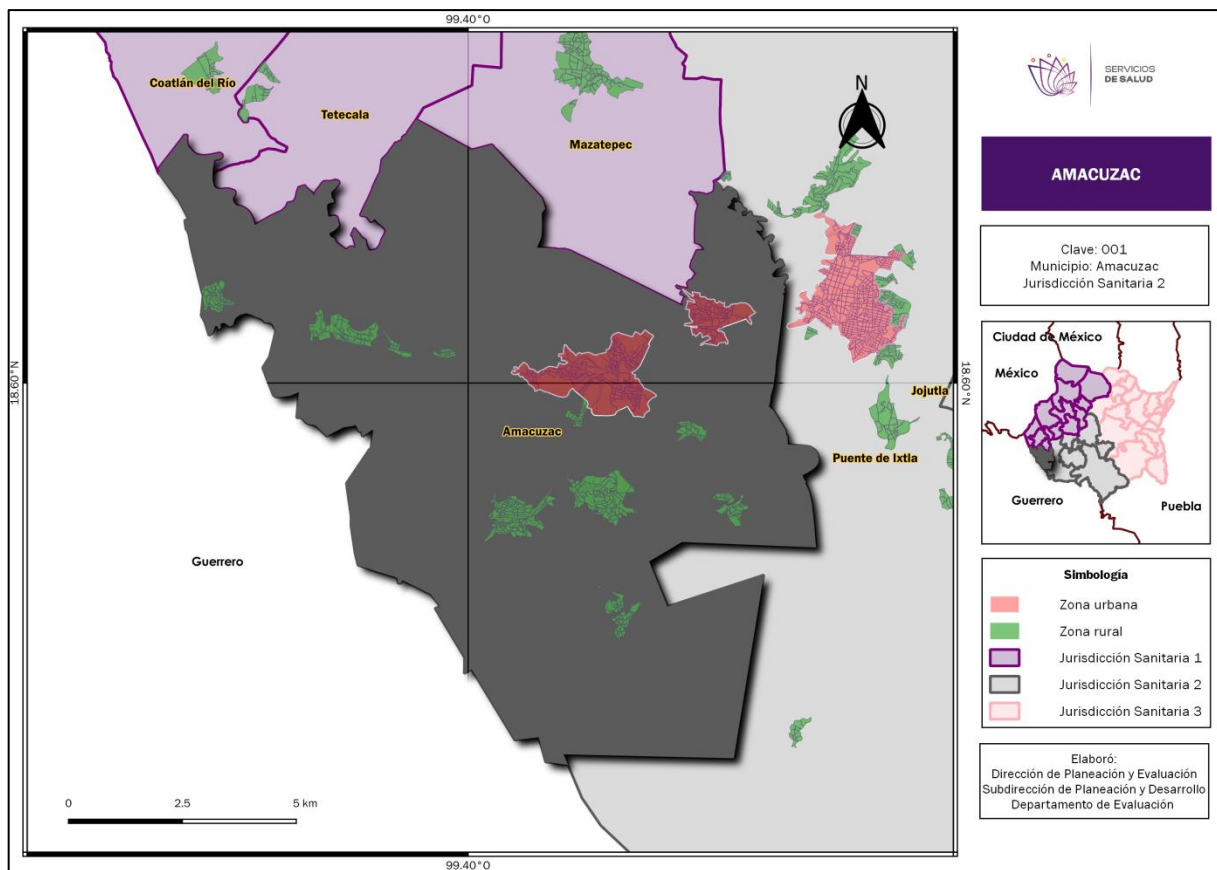 99.40°O
Coatlán del Río
Tetecala
Mazatepec
N
18.60°N
18.60°N
Jojutla
Amacuzac
Puente de Ixtla
Guerrero
0 2.5 5 km
99.40°O
SERVICIOS
DE SALUD
AMACUZAC
Clave: 001
Municipio: Amacuzac
Jurisdicción Sanitaria 2
Ciudad de México
México
Guerrero
Puebla
Simbología
Zona urbana
Zona rural
Jurisdicción Sanitaria 1
Jurisdicción Sanitaria 2
Jurisdicción Sanitaria 3
Elaboró:
Dirección de Planeación y Evaluación
Subdirección de Planeación y Desarrollo
Departamento de Evaluación